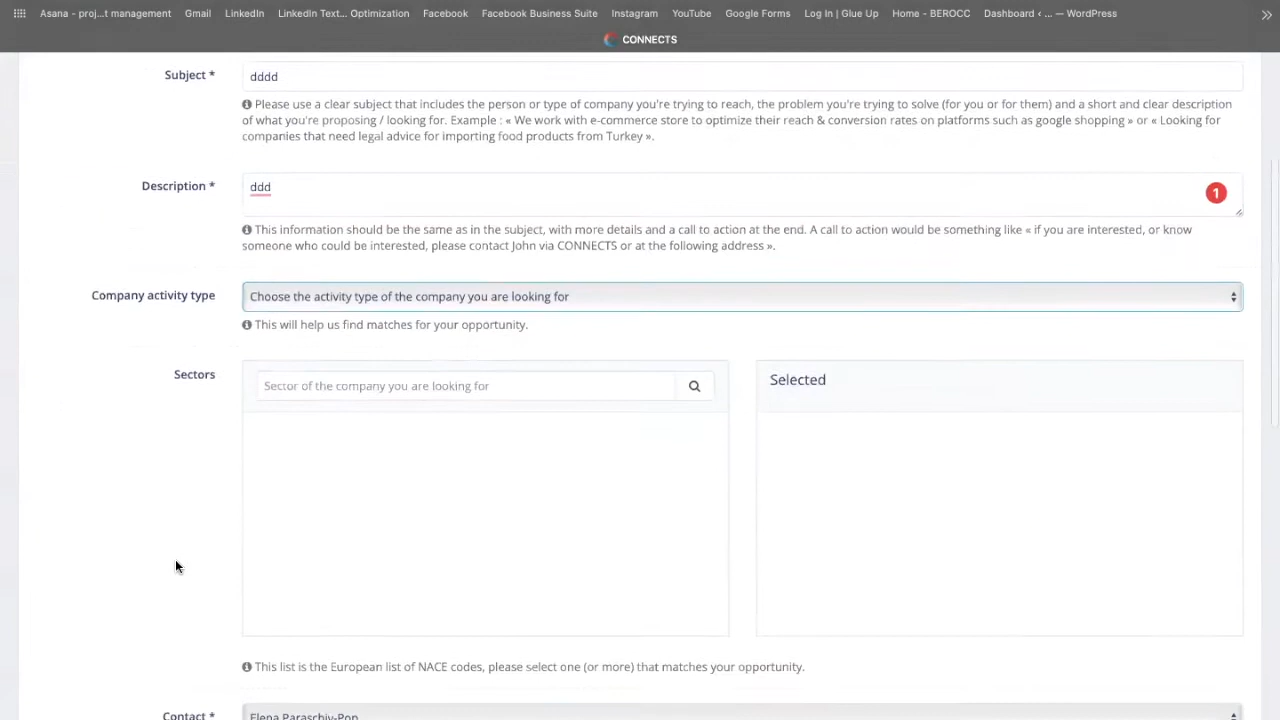 Asana - proj...t management Gmail LinkedIn LinkedIn Text... Optimization Facebook Facebook Business Suite Instagram YouTube Google Forms Log In | Glue Up Home - BEROCC Dashboard ‹ ... — WordPress
CONNECTS
Subject * dddd
Please use a clear subject that includes the person or type of company you're trying to reach, the problem you're trying to solve (for you or for them) and a short and clear description
of what you're proposing / looking for. Example : « We work with e-commerce store to optimize their reach & conversion rates on platforms such as google shopping » or « Looking for
companies that need legal advice for importing food products from Turkey ».
Description * ddd 1
This information should be the same as in the subject, with more details and a call to action at the end. A call to action would be something like « if you are interested, or know
someone who could be interested, please contact John via CONNECTS or at the following address ».
Company activity type Choose the activity type of the company you are looking for
This will help us find matches for your opportunity.
Sectors Sector of the company you are looking for Selected
This list is the European list of NACE codes, please select one (or more) that matches your opportunity.
Contact * Elena Paraschiv-Pop